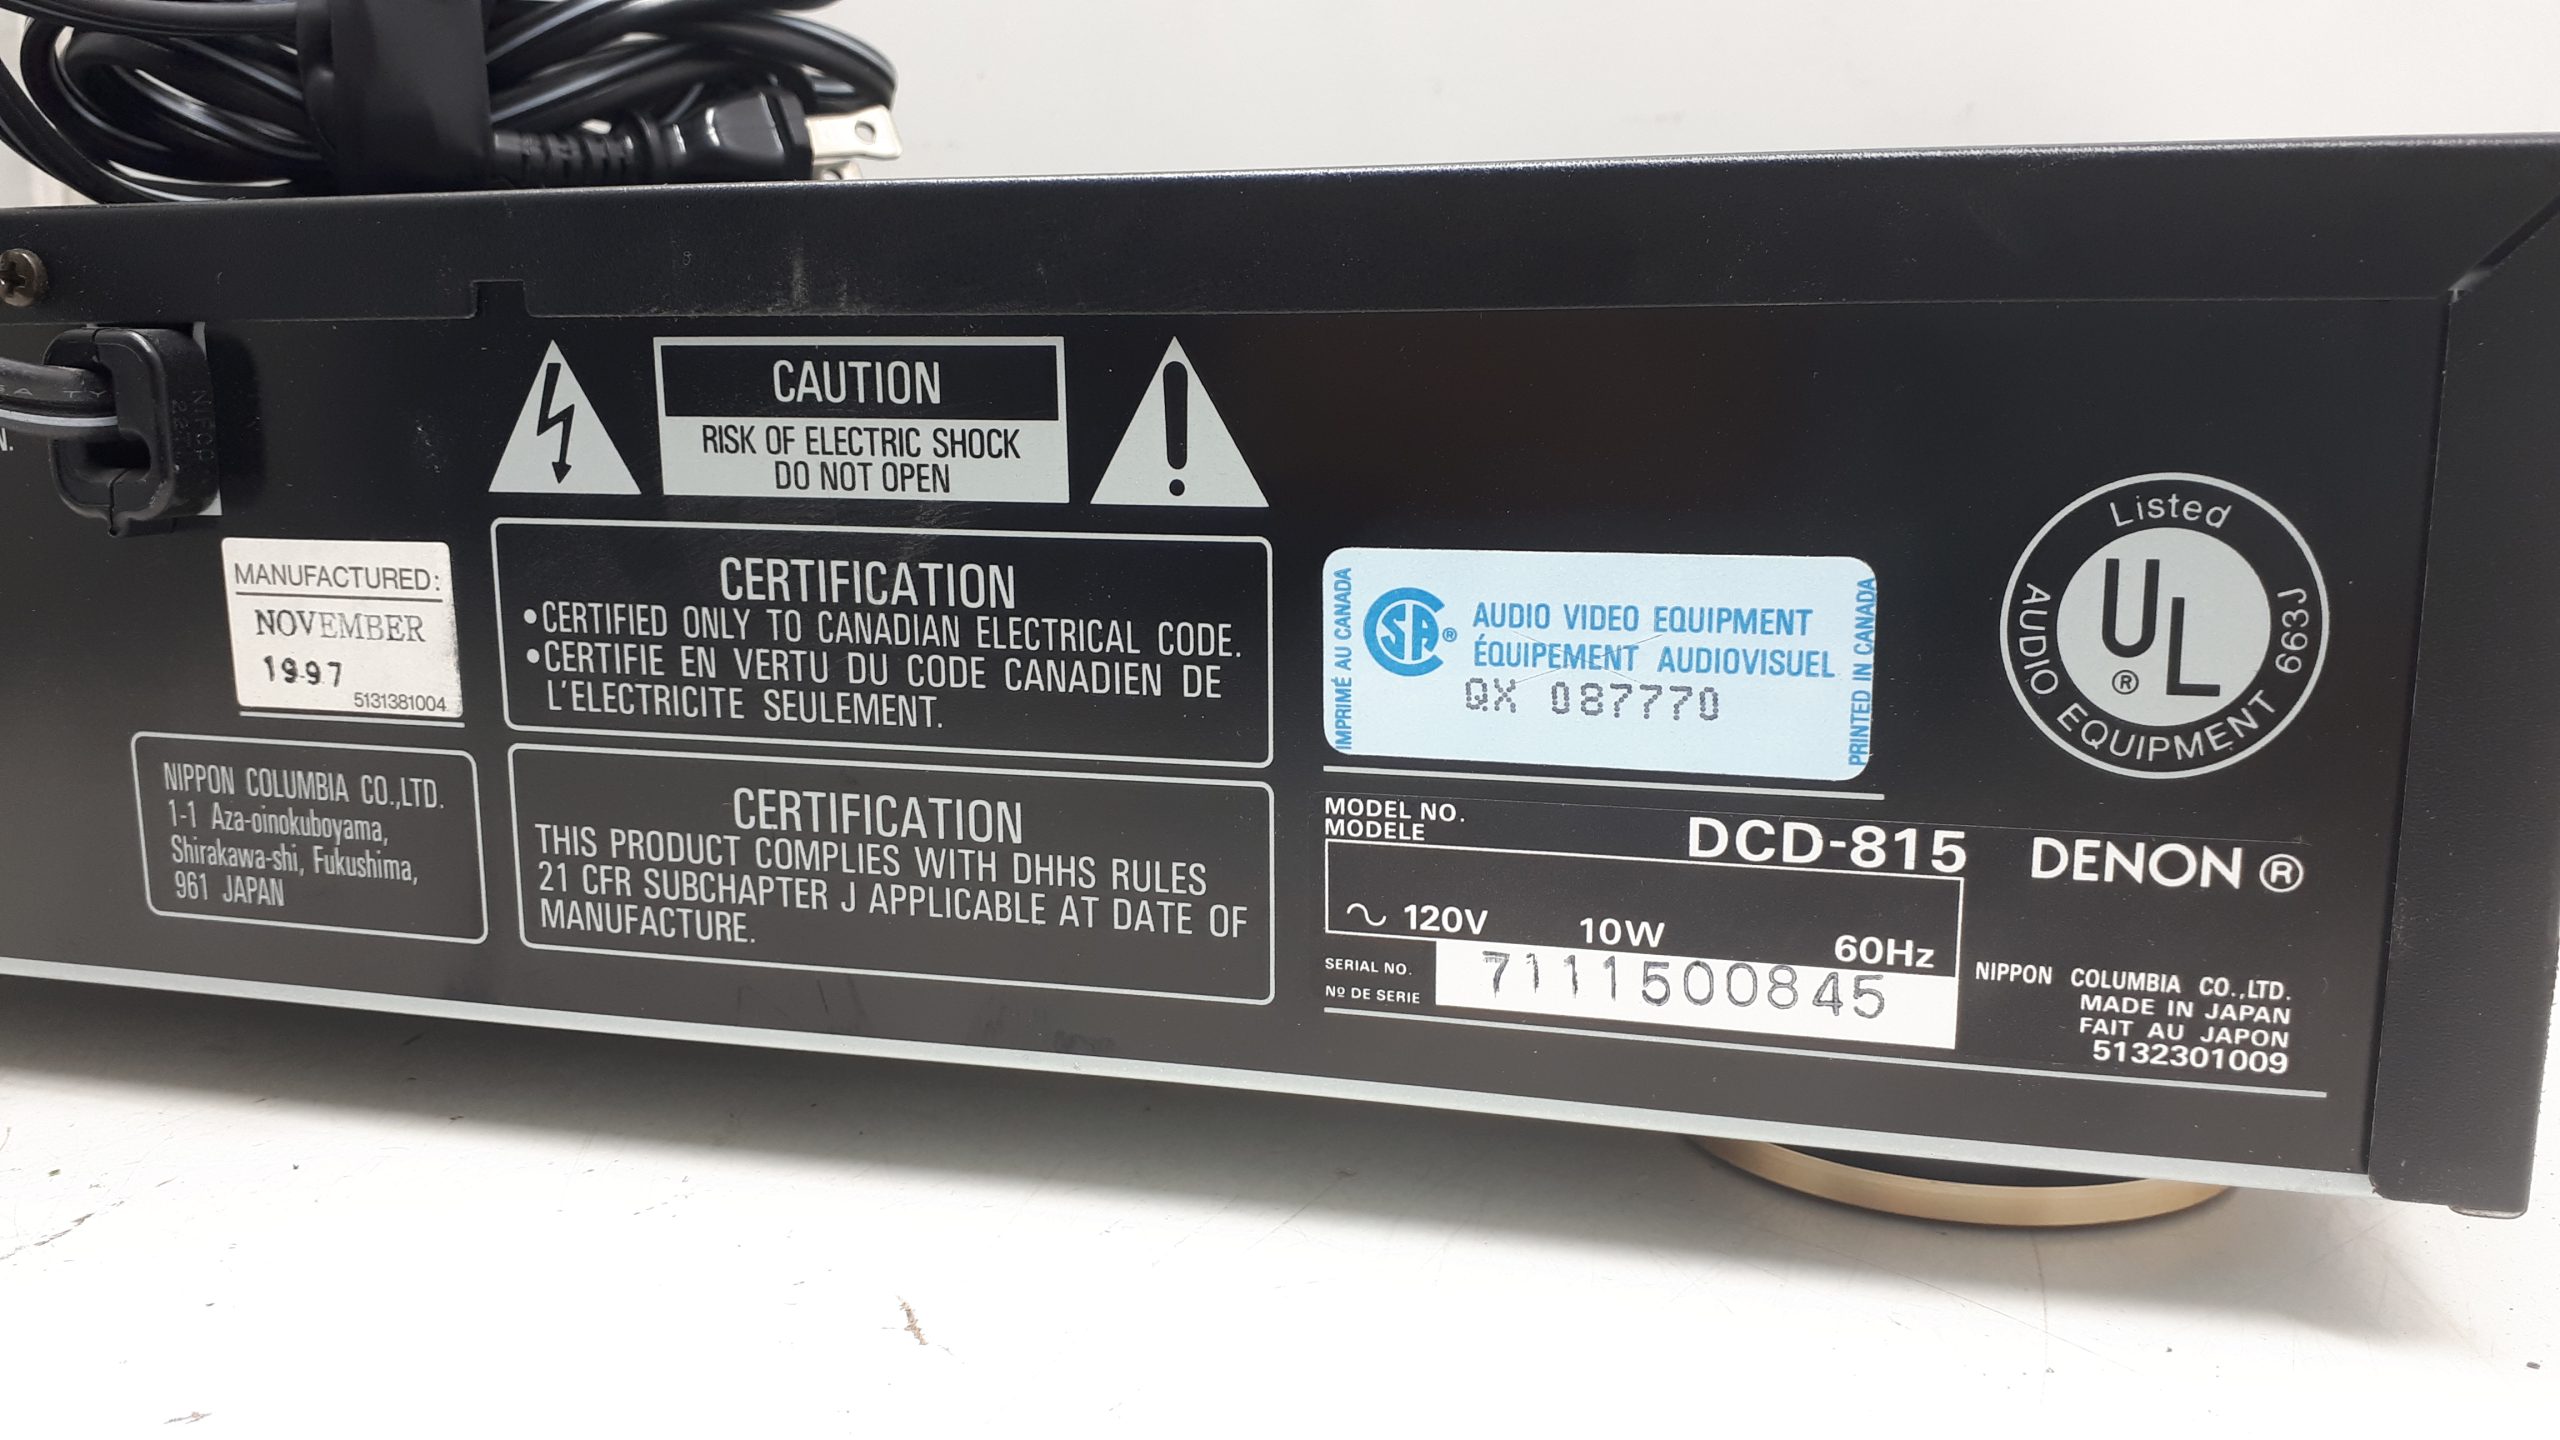 CAUTION
RISK OF ELECTRIC SHOCK
DO NOT OPEN
MANUFACTURED:
NOVEMBER
1997
5131381004
NIPPON COLUMBIA CO.,LTD.
1-1 Aza-oinokuboyama,
Shirakawa-shi, Fukushima,
961 JAPAN
CERTIFICATION
•CERTIFIED ONLY TO CANADIAN ELECTRICAL CODE.
•CERTIFIE EN VERTU DU CODE CANADIEN DE
L'ELECTRICITE SEULEMENT.
CERTIFICATION
THIS PRODUCT COMPLIES WITH DHHS RULES
21 CFR SUBCHAPTER J APPLICABLE AT DATE OF
MANUFACTURE.
IMPRIMÉ AU CANADA
SA®
AUDIO VIDEO EQUIPMENT
ÉQUIPEMENT AUDIOVISUEL
QX 087770
PRINTED IN CANADA
Listed
UL®
AUDIO EQUIPMENT 663J
MODEL NO.
MODELE
DCD-815
120V 10W 60Hz
SERIAL NO.
Nº DE SERIE
7111500845
DENON ®
NIPPON COLUMBIA CO.,LTD.
MADE IN JAPAN
FAIT AU JAPON
5132301009